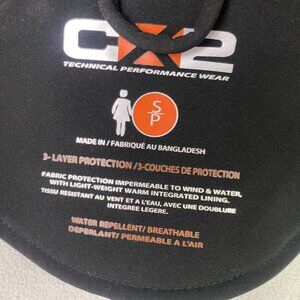 CX2
TECHNICAL PERFORMANCE WEAR
S/P
MADE IN / FABRIQUÉ AU BANGLADESH
3- LAYER PROTECTION /3-COUCHES DE PROTECTION
FABRIC PROTECTION IMPERMEABLE TO WIND & WATER,
WITH LIGHT-WEIGHT WARM INTEGRATED LINING.
TISSU RESISTANT AU VENT ET A L'EAU, AVEC UNE DOUBLURE
INTEGREE LEGERE.
WATER REPELLENT/ BREATHABLE
DEPERLANT/ PERMEABLE A L'AIR